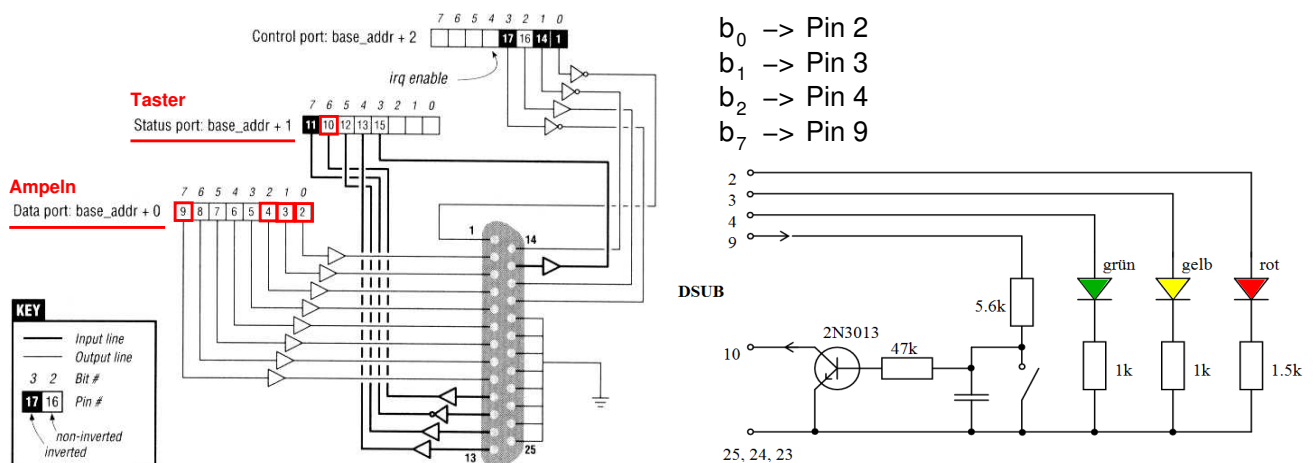 7 6 5 4 3 2 1 0
Control port: base_addr + 2
17 16 14 1
irq enable
Taster
7 6 5 4 3 2 1 0
Status port: base_addr + 1
11 10 12 13 15
Ampeln
7 6 5 4 3 2 1 0
Data port: base_addr + 0
9 8 7 6 5 4 3 2
1
14
13
25
KEY
Input line
Output line
3 2 Bit #
17 16 Pin #
non-inverted
inverted
b0 −> Pin 2
b1 −> Pin 3
b2 −> Pin 4
b7 −> Pin 9
2
3
4
9
grün gelb rot
DSUB
5.6k
2N3013
10
47k
1k
1k
1.5k
25, 24, 23